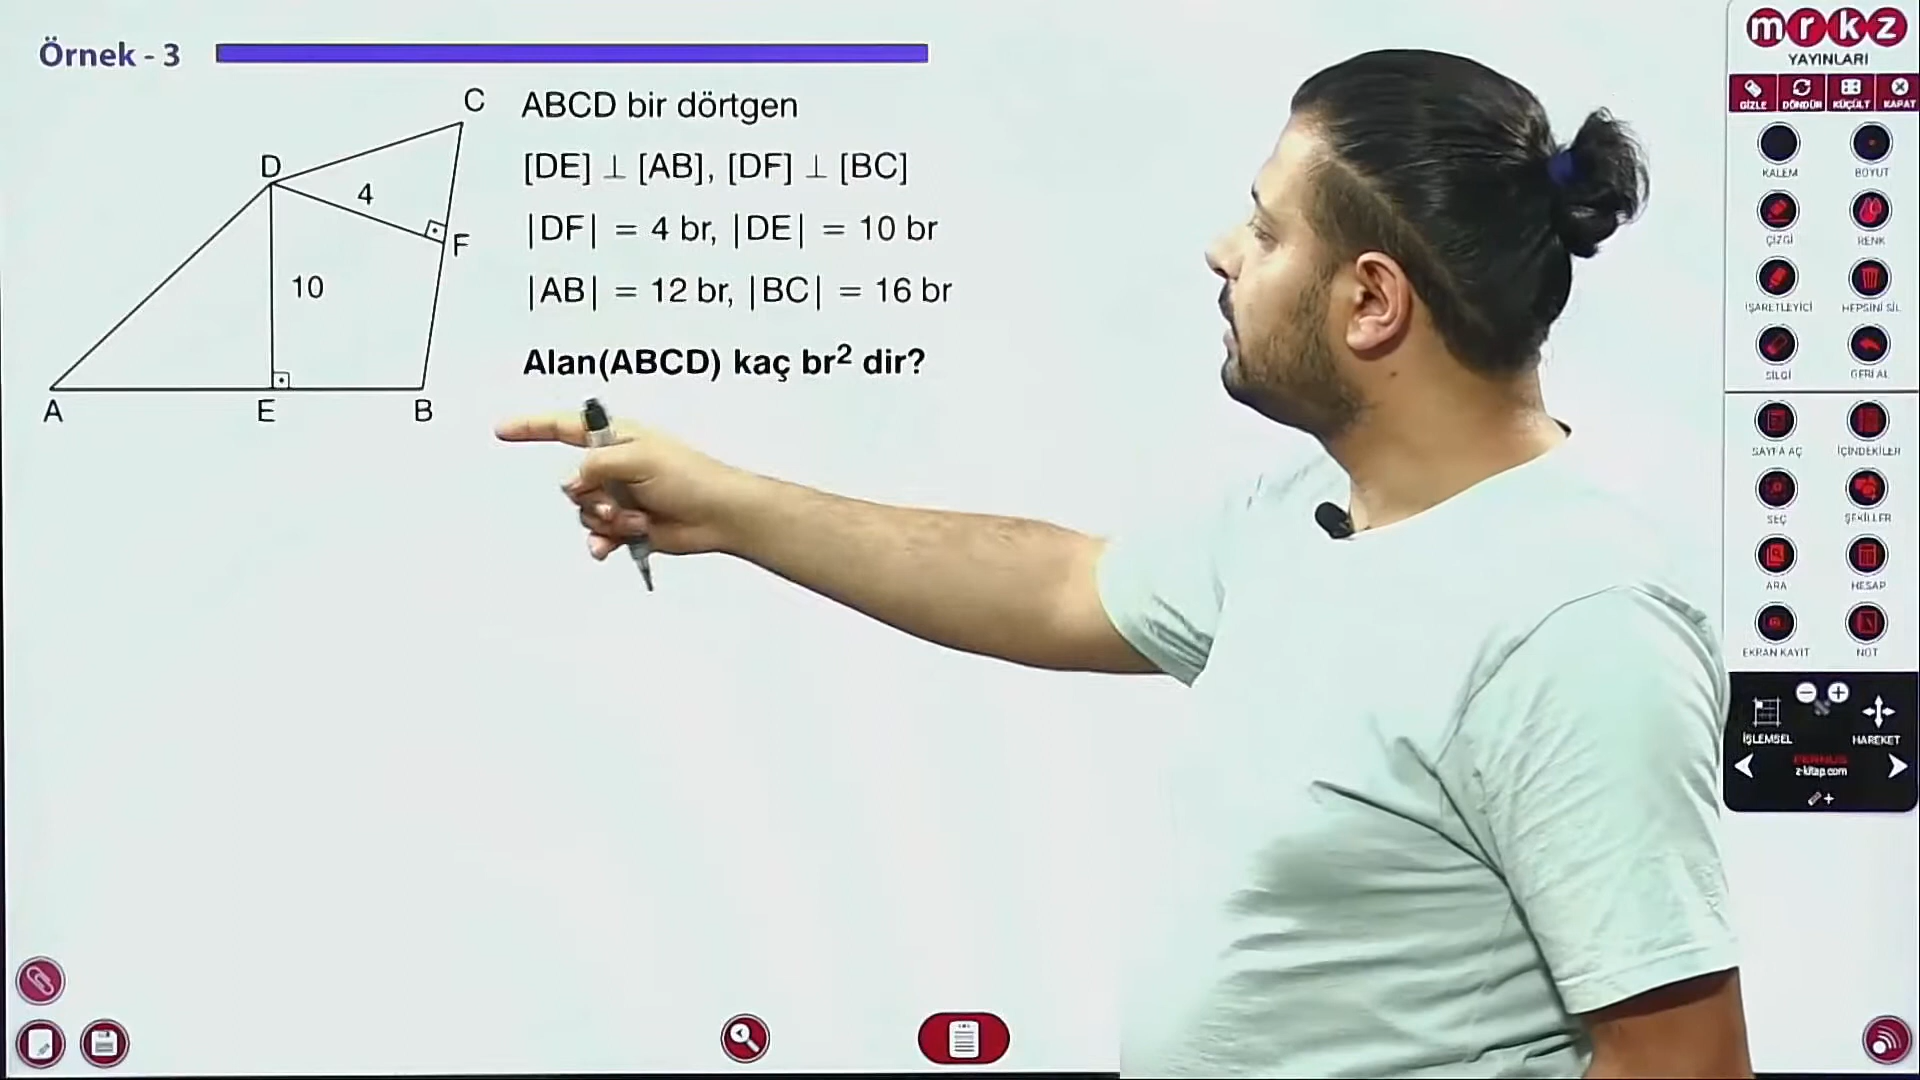 Örnek - 3
ABCD bir dörtgen
[DE] ⊥ [AB], [DF] ⊥ [BC]
|DF| = 4 br, |DE| = 10 br
|AB| = 12 br, |BC| = 16 br
Alan(ABCD) kaç br² dir?
C
D
4
F
10
A E B
mrkz
YAYINLARI
GİZLE DÖNDÜR KÜÇÜLT KAPAT
KALEM BOYUT
ÇİZGİ RENK
İŞARETLEYİCİ HEPSİNİ SİL
SİLGİ GERİ AL
SAYFA AÇ İÇİNDEKİLER
SEÇ ŞEKİLLER
ARA HESAP
EKRAN KAYIT NOT
İŞLEMSEL HAREKET
FERNUS
z-kitap.com